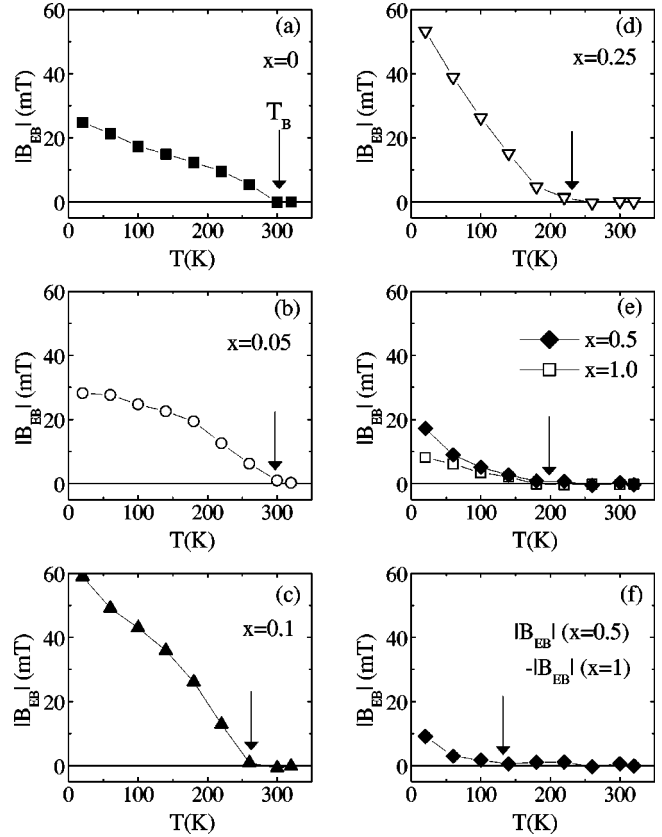 (a)
x=0
T_B
|B_EB| (mT)
60
40
20
0
0 100 200 300
T(K)
(d)
x=0.25
|B_EB| (mT)
60
40
20
0
0 100 200 300
T(K)
(b)
x=0.05
|B_EB| (mT)
60
40
20
0
0 100 200 300
T(K)
(e)
x=0.5
x=1.0
|B_EB| (mT)
60
40
20
0
0 100 200 300
T(K)
(c)
x=0.1
|B_EB| (mT)
60
40
20
0
0 100 200 300
T(K)
(f)
|B_EB| (x=0.5)
-|B_EB| (x=1)
|B_EB| (mT)
60
40
20
0
0 100 200 300
T(K)